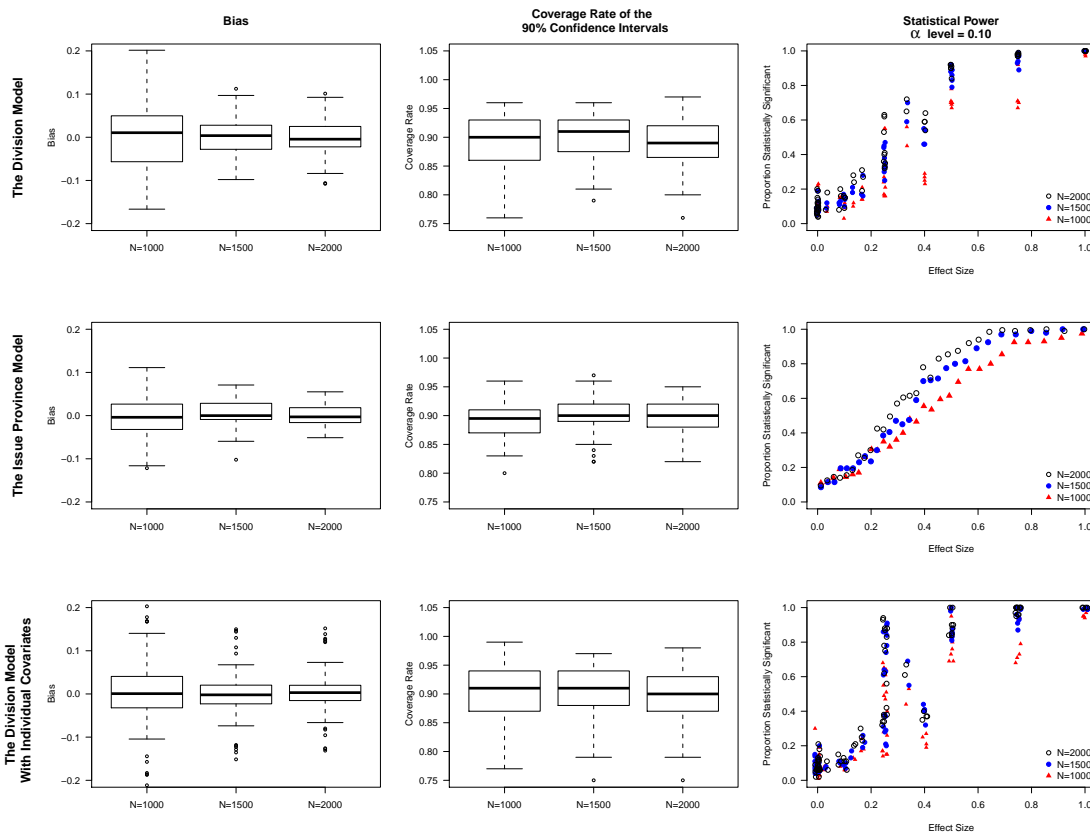 Bias
Coverage Rate of the
90% Confidence Intervals
Statistical Power
α level = 0.10
The Division Model
Bias
0.2
0.1
0.0
−0.1
−0.2
N=1000 N=1500 N=2000
Coverage Rate
1.05
1.00
0.95
0.90
0.85
0.80
0.75
N=1000 N=1500 N=2000
Proportion Statistically Significant
1.0
0.8
0.6
0.4
0.2
0.0
N=2000
N=1500
N=1000
0.0 0.2 0.4 0.6 0.8 1.0
Effect Size
The Issue Province Model
Bias
0.2
0.1
0.0
−0.1
−0.2
N=1000 N=1500 N=2000
Coverage Rate
1.05
1.00
0.95
0.90
0.85
0.80
0.75
N=1000 N=1500 N=2000
Proportion Statistically Significant
1.0
0.8
0.6
0.4
0.2
0.0
N=2000
N=1500
N=1000
0.0 0.2 0.4 0.6 0.8 1.0
Effect Size
The Division Model
With Individual Covariates
Bias
0.2
0.1
0.0
−0.1
−0.2
N=1000 N=1500 N=2000
Coverage Rate
1.05
1.00
0.95
0.90
0.85
0.80
0.75
N=1000 N=1500 N=2000
Proportion Statistically Significant
1.0
0.8
0.6
0.4
0.2
0.0
N=2000
N=1500
N=1000
0.0 0.2 0.4 0.6 0.8 1.0
Effect Size